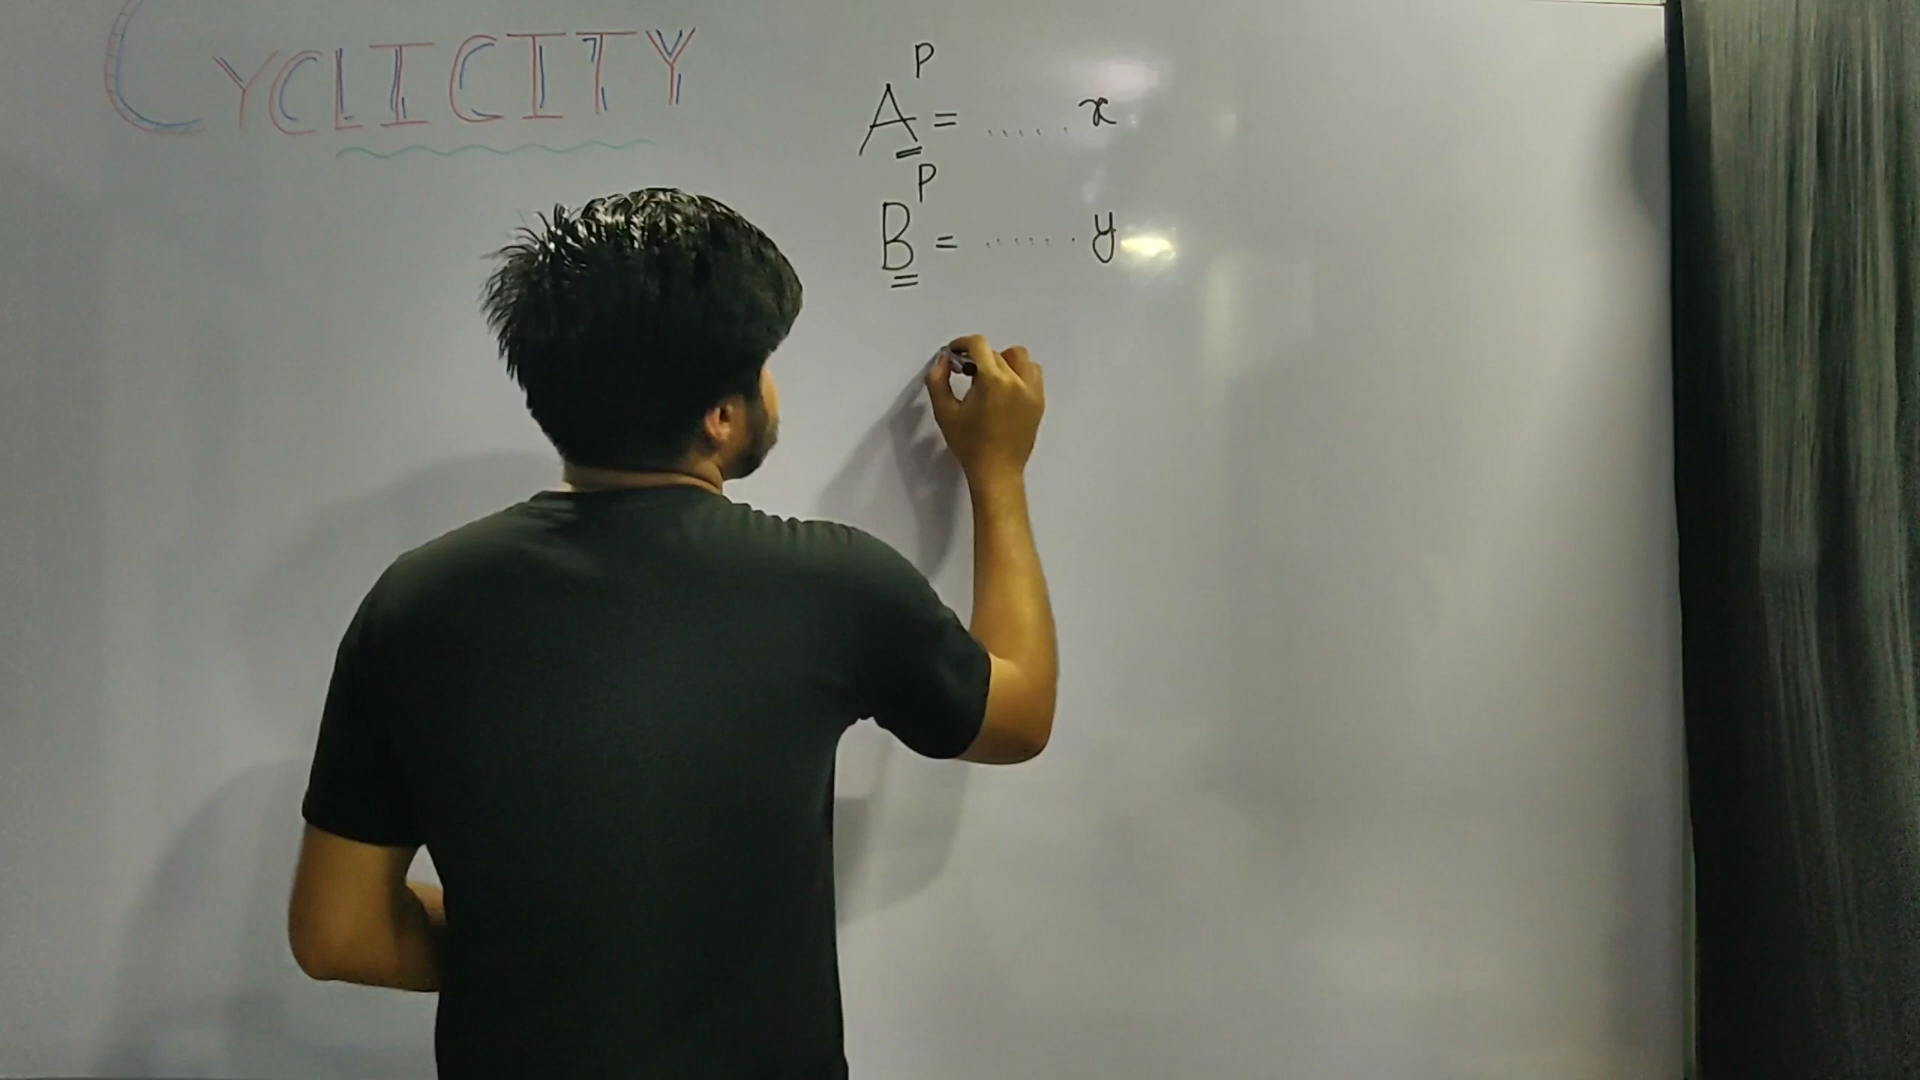 CYCLICITY
A^P = ..... x
B^P = ...... y